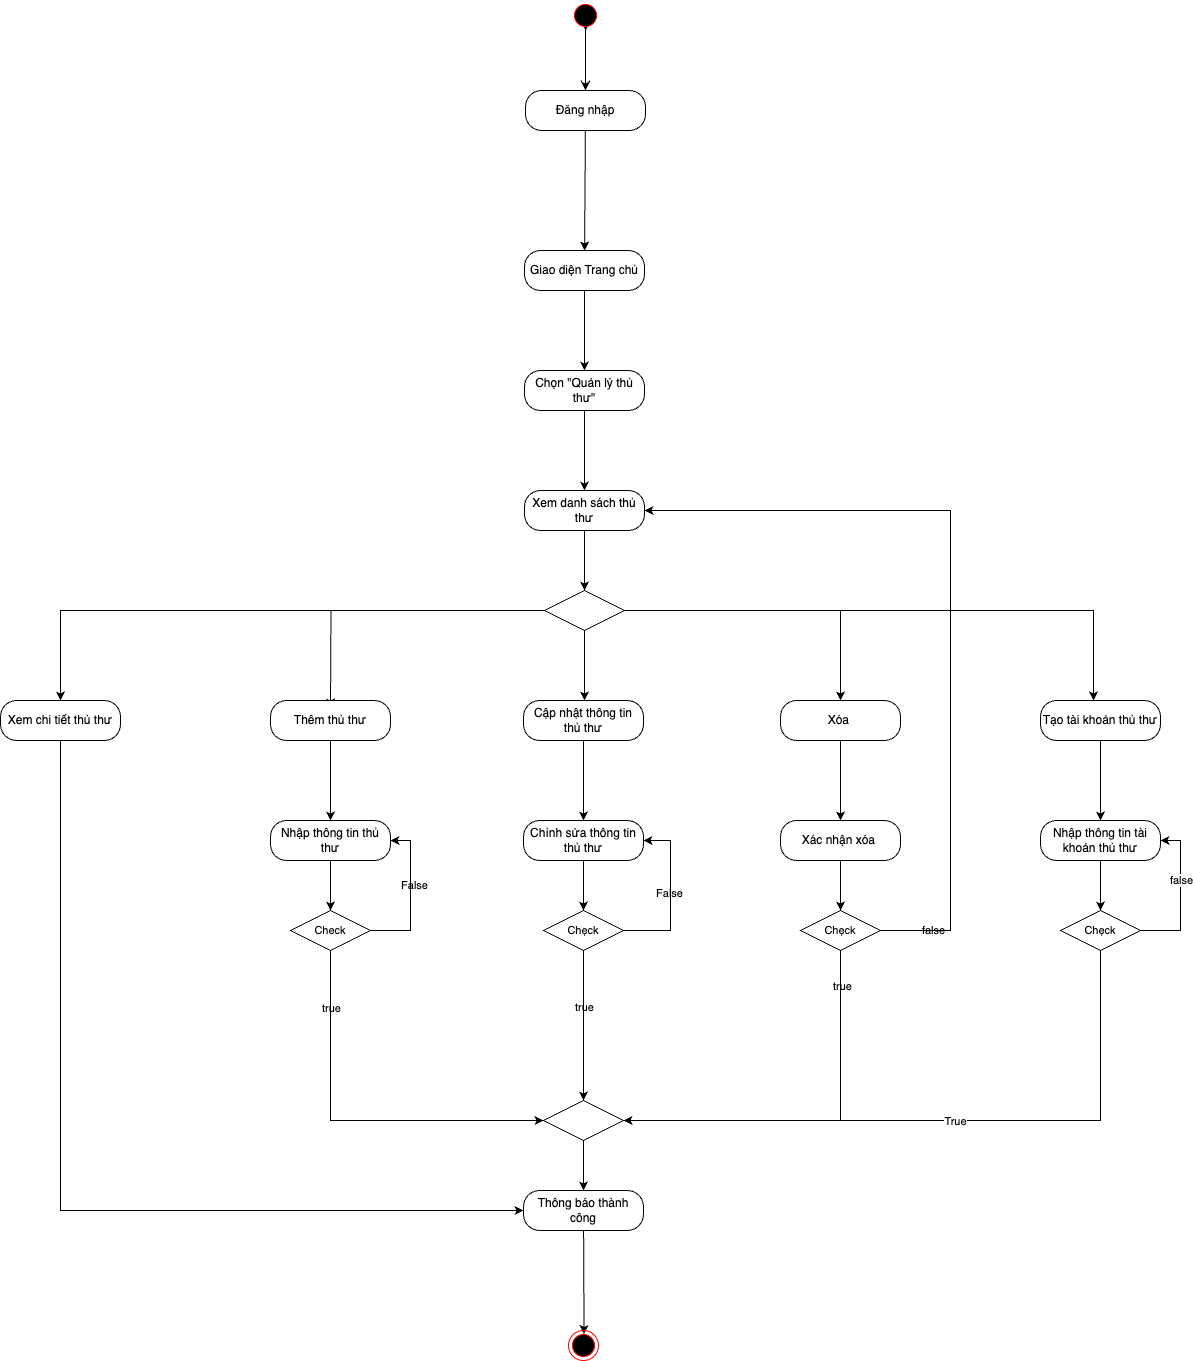 Đăng nhập
Giao diện Trang chủ
Chọn "Quản lý thủ
thư"
Xem danh sách thủ
thư
Xem chi tiết thủ thư
Thêm thủ thư
Cập nhật thông tin
thủ thư
Xóa
Tạo tài khoản thủ thư
Nhập thông tin thủ
thư
Chỉnh sửa thông tin
thủ thư
Xác nhận xóa
Nhập thông tin tài
khoản thủ thư
False
False
false
Check
Check
Check
false
Check
true
true
true
True
Thông báo thành
công